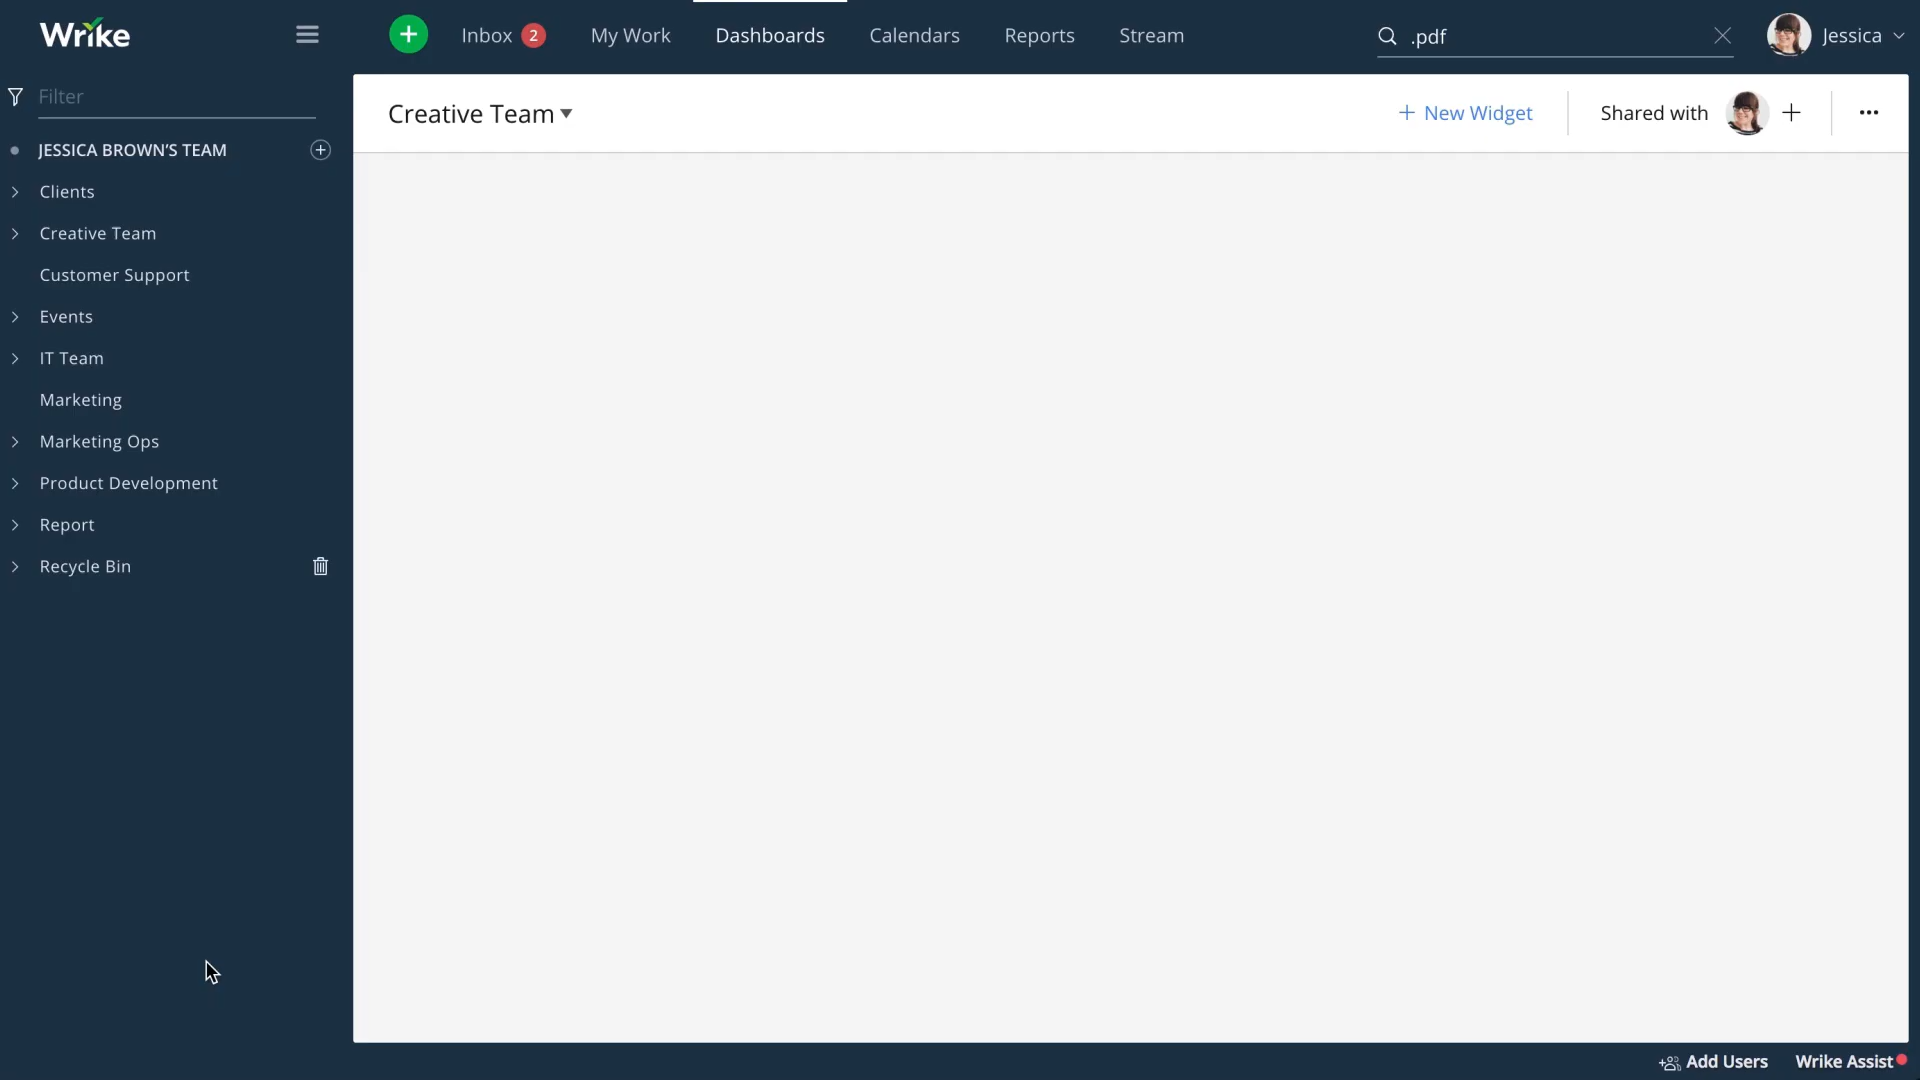 Wrike
Inbox 2
My Work
Dashboards
Calendars
Reports
Stream
.pdf
Jessica
Filter
JESSICA BROWN'S TEAM
Clients
Creative Team
Customer Support
Events
IT Team
Marketing
Marketing Ops
Product Development
Report
Recycle Bin
Creative Team
+ New Widget
Shared with
Add Users
Wrike Assist